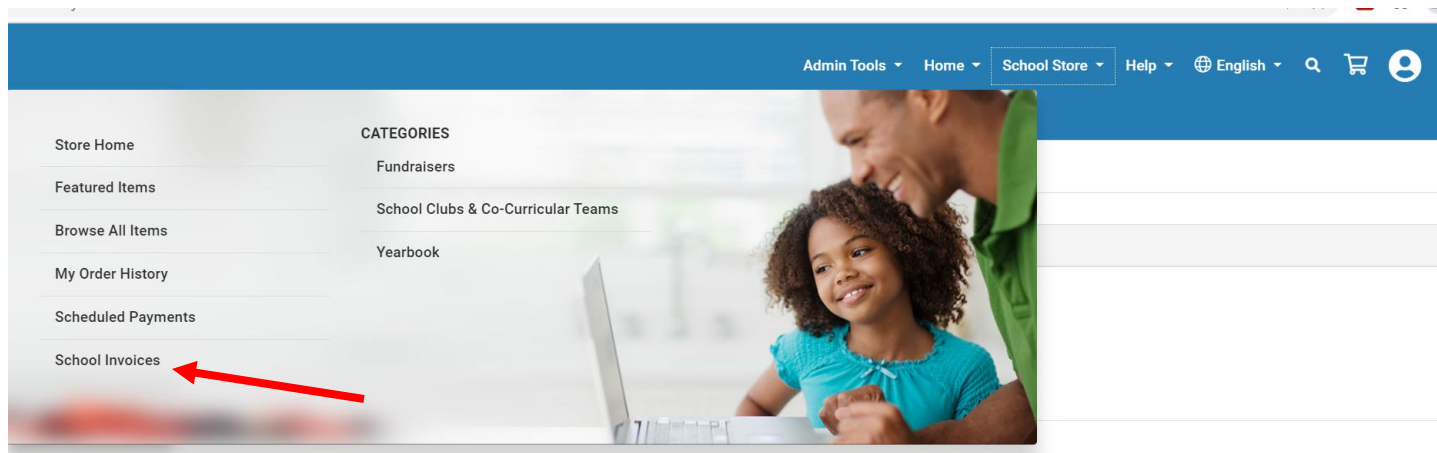 Admin Tools Home School Store Help English
Store Home
Featured Items
Browse All Items
My Order History
Scheduled Payments
School Invoices
CATEGORIES
Fundraisers
School Clubs & Co-Curricular Teams
Yearbook